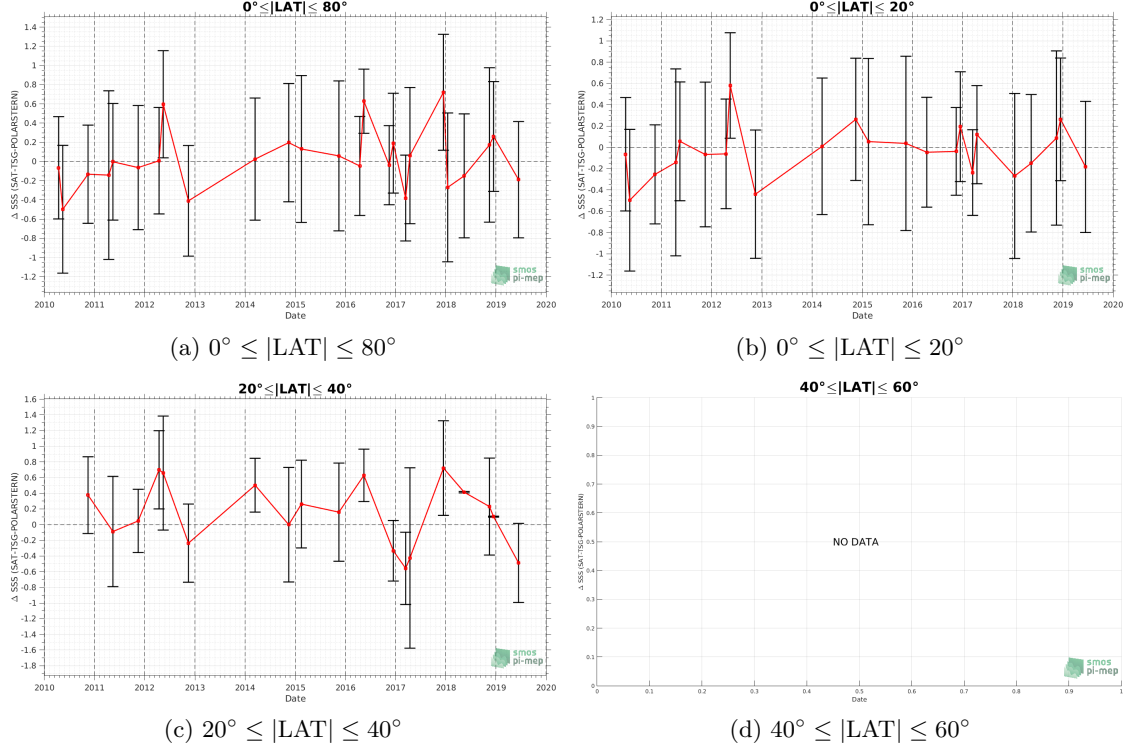 0°≤|LAT|≤ 80°
Δ SSS (SAT-TSG-POLARSTERN)
1.4
1.2
1
0.8
0.6
0.4
0.2
0
-0.2
-0.4
-0.6
-0.8
-1
-1.2
2010 2011 2012 2013 2014 2015 2016 2017 2018 2019 2020
Date
smos
pi-mep
(a) 0° ≤ |LAT| ≤ 80°
0°≤|LAT|≤ 20°
Δ SSS (SAT-TSG-POLARSTERN)
1.2
1
0.8
0.6
0.4
0.2
0
-0.2
-0.4
-0.6
-0.8
-1
-1.2
2010 2011 2012 2013 2014 2015 2016 2017 2018 2019 2020
Date
smos
pi-mep
(b) 0° ≤ |LAT| ≤ 20°
20°≤|LAT|≤ 40°
Δ SSS (SAT-TSG-POLARSTERN)
1.6
1.4
1.2
1
0.8
0.6
0.4
0.2
0
-0.2
-0.4
-0.6
-0.8
-1
-1.2
-1.4
-1.6
-1.8
2010 2011 2012 2013 2014 2015 2016 2017 2018 2019 2020
Date
smos
pi-mep
(c) 20° ≤ |LAT| ≤ 40°
40°≤|LAT|≤ 60°
Δ SSS (SAT-TSG-POLARSTERN)
1
0.9
0.8
0.7
0.6
0.5
0.4
0.3
0.2
0.1
0
NO DATA
0 0.1 0.2 0.3 0.4 0.5 0.6 0.7 0.8 0.9 1
Date
smos
pi-mep
(d) 40° ≤ |LAT| ≤ 60°